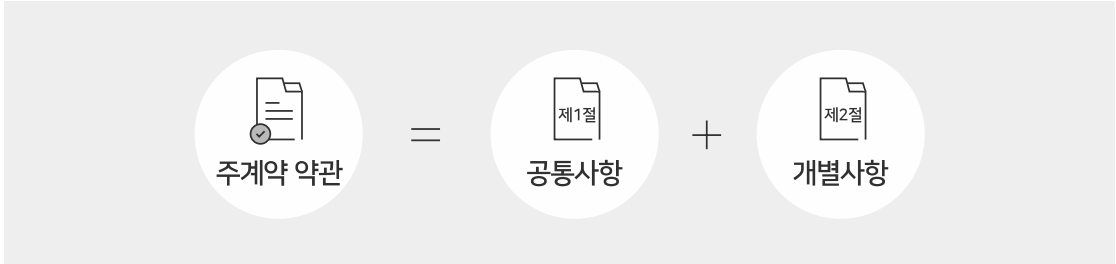 제1절
제2절
주계약 약관
=
공통사항
+
개별사항